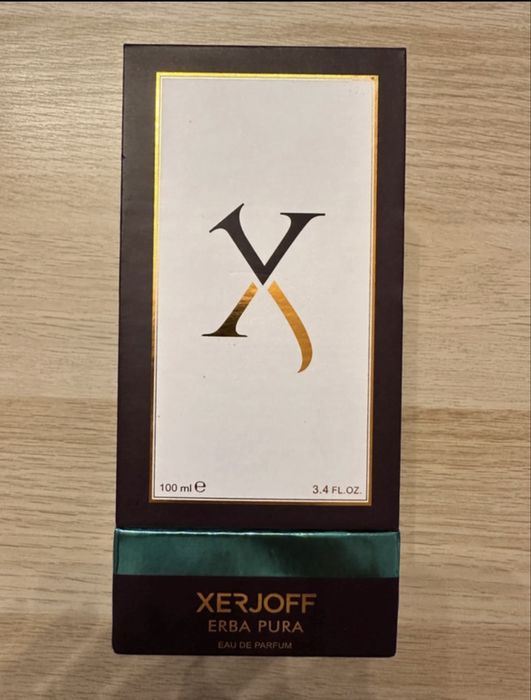 X
100 ml ℮ 3.4 FL.OZ.
XERJOFF
ERBA PURA
EAU DE PARFUM